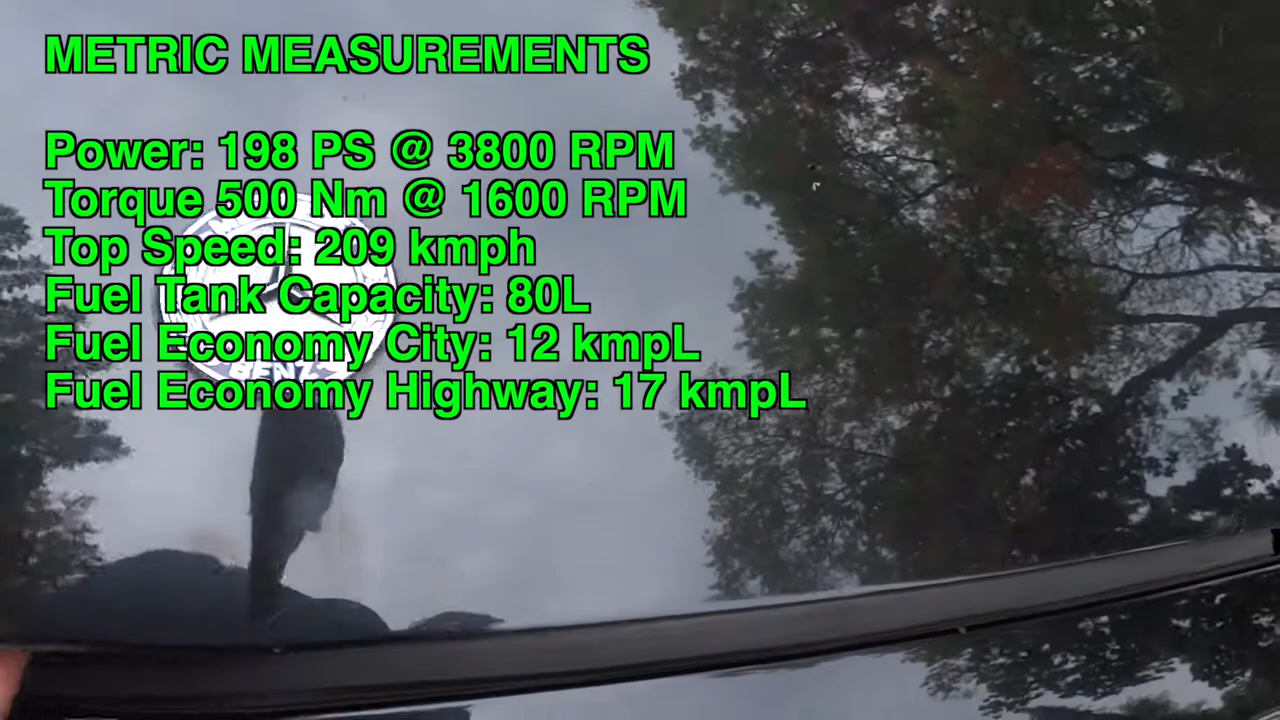 METRIC MEASUREMENTS
Power: 198 PS @ 3800 RPM
Torque 500 Nm @ 1600 RPM
Top Speed: 209 kmph
Fuel Tank Capacity: 80L
Fuel Economy City: 12 kmpL
BENZ
Fuel Economy Highway: 17 kmpL